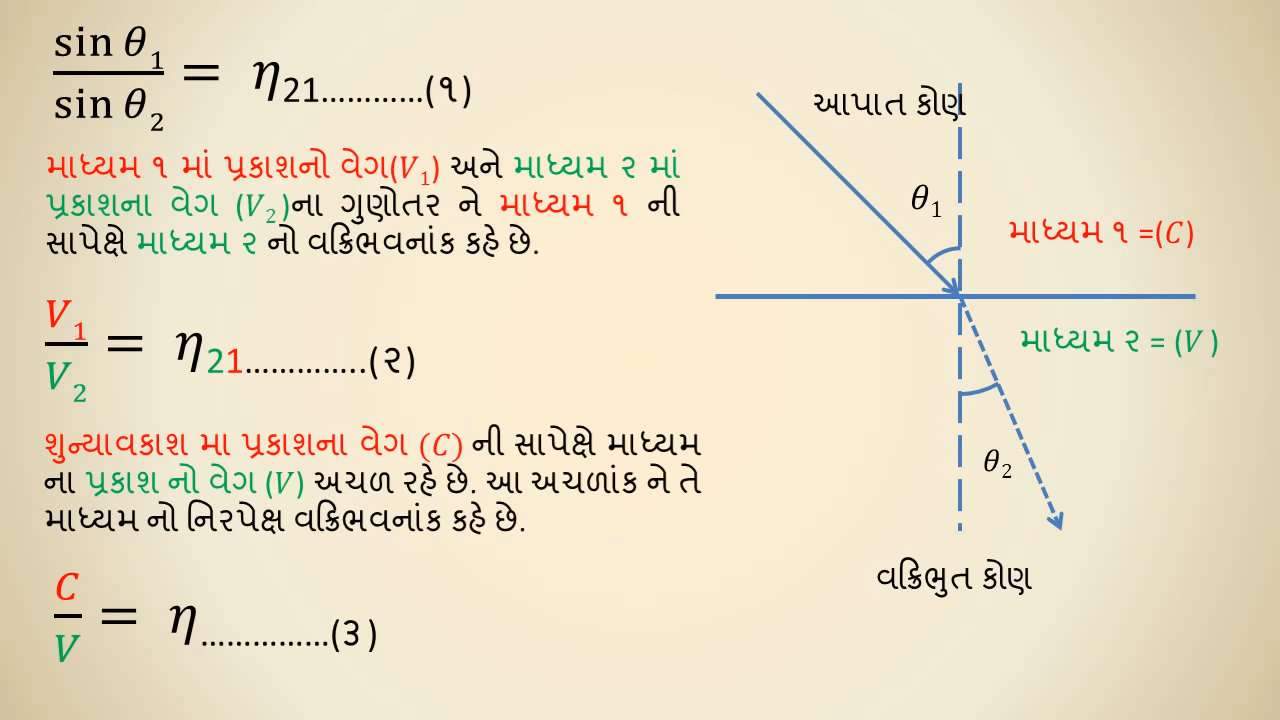 sin θ₁ / sin θ₂ = η₂₁............(૧)
માધ્યમ ૧ માં પ્રકાશનો વેગ(V₁) અને માધ્યમ ૨ માં
પ્રકાશના વેગ (V₂)ના ગુણોતર ને માધ્યમ ૧ ની
સાપેક્ષે માધ્યમ ૨ નો વક્રિભવનાંક કહે છે.
V₁ / V₂ = η₂₁..............(૨)
શુન્યાવકાશ મા પ્રકાશના વેગ (C) ની સાપેક્ષે માધ્યમ
ના પ્રકાશ નો વેગ (V) અચળ રહે છે. આ અચળાંક ને તે
માધ્યમ નો નિરપેક્ષ વક્રિભવનાંક કહે છે.
C / V = η...............(૩)
આપાત કોણ
θ₁
માધ્યમ ૧ =(C)
માધ્યમ ૨ = (V )
θ₂
વક્રિભુત કોણ